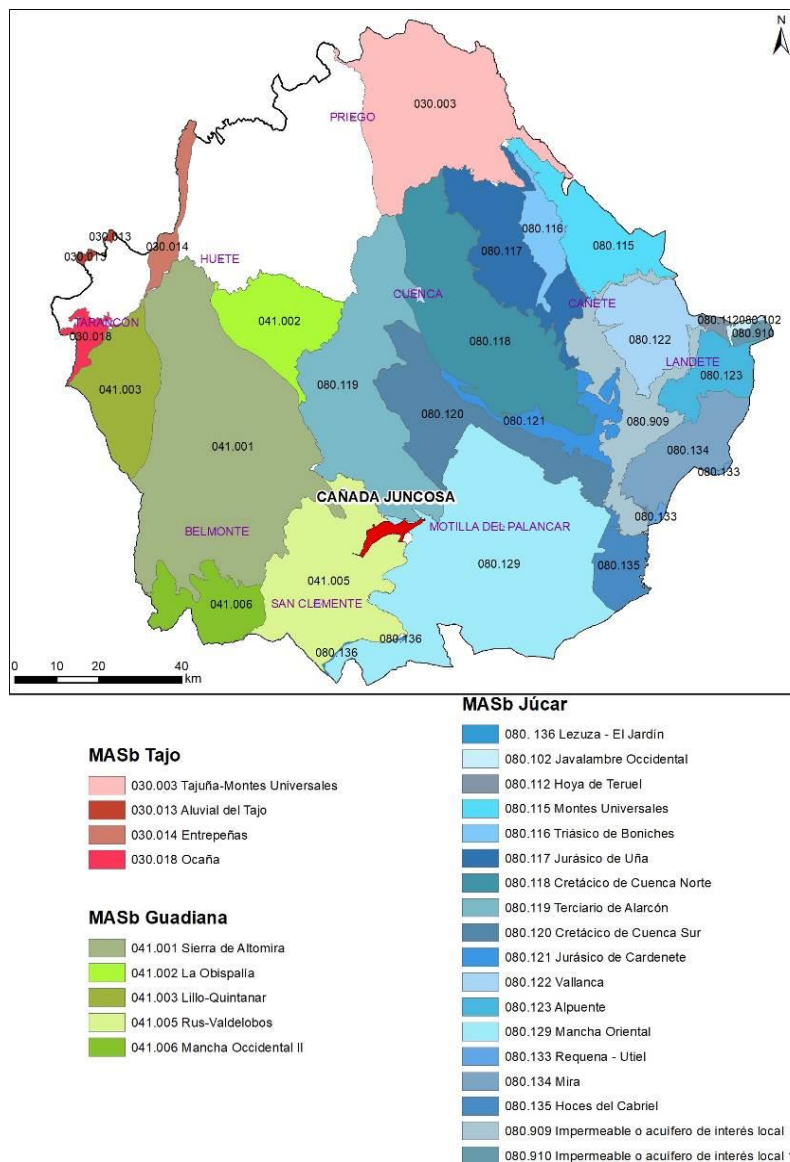 N
030.003
PRIEGO
030.013
030.013
030.014
HUETE
080.116
080.117
080.115
CUENCA
CAÑETE
TARANCÓN
030.018
041.002
080.118
080.112
080.102
080.910
080.122
LANDETE
041.003
080.119
080.123
080.120
080.121
080.909
041.001
080.134
080.133
CAÑADA JUNCOSA
BELMONTE
MOTILLA DEL PALANCAR
080.133
080.129
080.135
041.005
041.006
SAN CLEMENTE
080.136
080.136
0 10 20 40
km
MASb Tajo
030.003 Tajuña-Montes Universales
030.013 Aluvial del Tajo
030.014 Entrepeñas
030.018 Ocaña
MASb Guadiana
041.001 Sierra de Altomira
041.002 La Obispalía
041.003 Lillo-Quintanar
041.005 Rus-Valdelobos
041.006 Mancha Occidental II
MASb Júcar
080. 136 Lezuza - El Jardín
080.102 Javalambre Occidental
080.112 Hoya de Teruel
080.115 Montes Universales
080.116 Triásico de Boniches
080.117 Jurásico de Uña
080.118 Cretácico de Cuenca Norte
080.119 Terciario de Alarcón
080.120 Cretácico de Cuenca Sur
080.121 Jurásico de Cardenete
080.122 Vallanca
080.123 Alpuente
080.129 Mancha Oriental
080.133 Requena - Utiel
080.134 Mira
080.135 Hoces del Cabriel
080.909 Impermeable o acuífero de interés local
080.910 Impermeable o acuífero de interés local